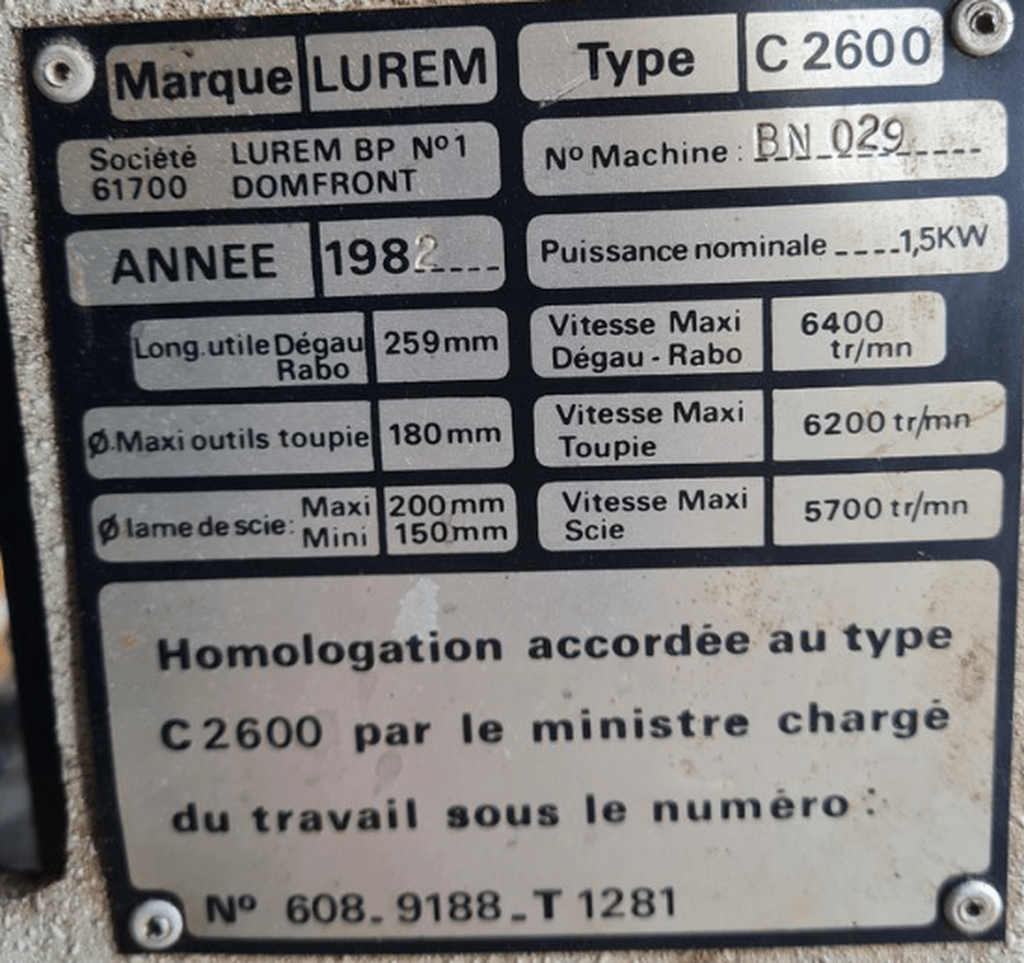 Marque LUREM Type C 2600
Société LUREM BP Nº1
61700 DOMFRONT
Nº Machine : BN 029
ANNEE 1982
Puissance nominale ----1,5KW
Long.utile Dégau
Rabo
259mm
Vitesse Maxi
Dégau - Rabo
6400
tr/mn
Ø.Maxi outils toupie 180mm
Vitesse Maxi
Toupie
6200 tr/mn
Ø lame de scie: Maxi 200mm
Mini 150mm
Vitesse Maxi
Scie
5700 tr/mn
Homologation accordée au type
C 2600 par le ministre chargé
du travail sous le numéro :
Nº 608_9188_T 1281